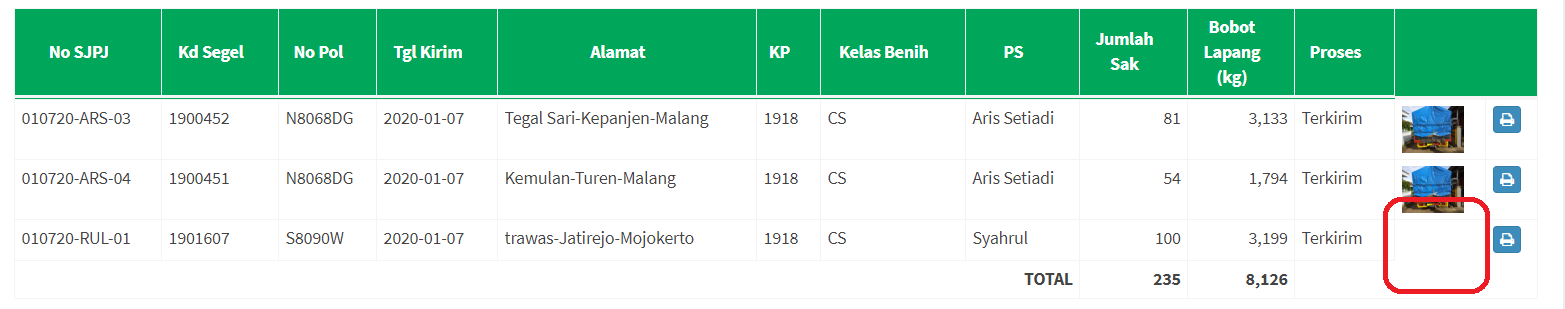 No SJPJ Kd Segel No Pol Tgl Kirim Alamat KP Kelas Benih PS Jumlah Sak Bobot Lapang (kg) Proses
010720-ARS-03 1900452 N8068DG 2020-01-07 Tegal Sari-Kepanjen-Malang 1918 CS Aris Setiadi 81 3,133 Terkirim
010720-ARS-04 1900451 N8068DG 2020-01-07 Kemulan-Turen-Malang 1918 CS Aris Setiadi 54 1,794 Terkirim
010720-RUL-01 1901607 S8090W 2020-01-07 trawas-Jatirejo-Mojokerto 1918 CS Syahrul 100 3,199 Terkirim
TOTAL 235 8,126